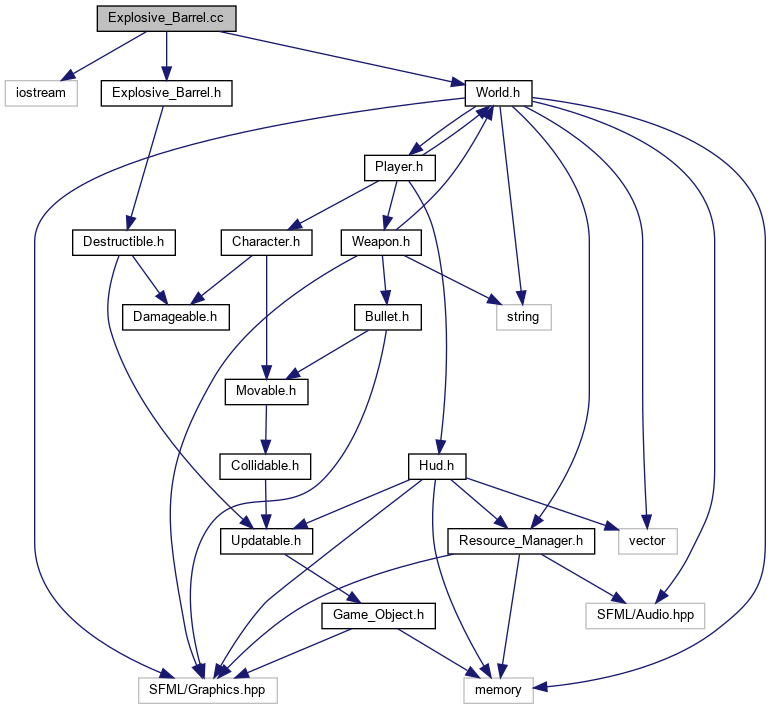 Explosive_Barrel.cc
iostream
Explosive_Barrel.h
World.h
Player.h
Destructible.h
Character.h
Weapon.h
Damageable.h
Bullet.h
string
Movable.h
Collidable.h
Hud.h
Updatable.h
Resource_Manager.h
vector
Game_Object.h
SFML/Audio.hpp
SFML/Graphics.hpp
memory